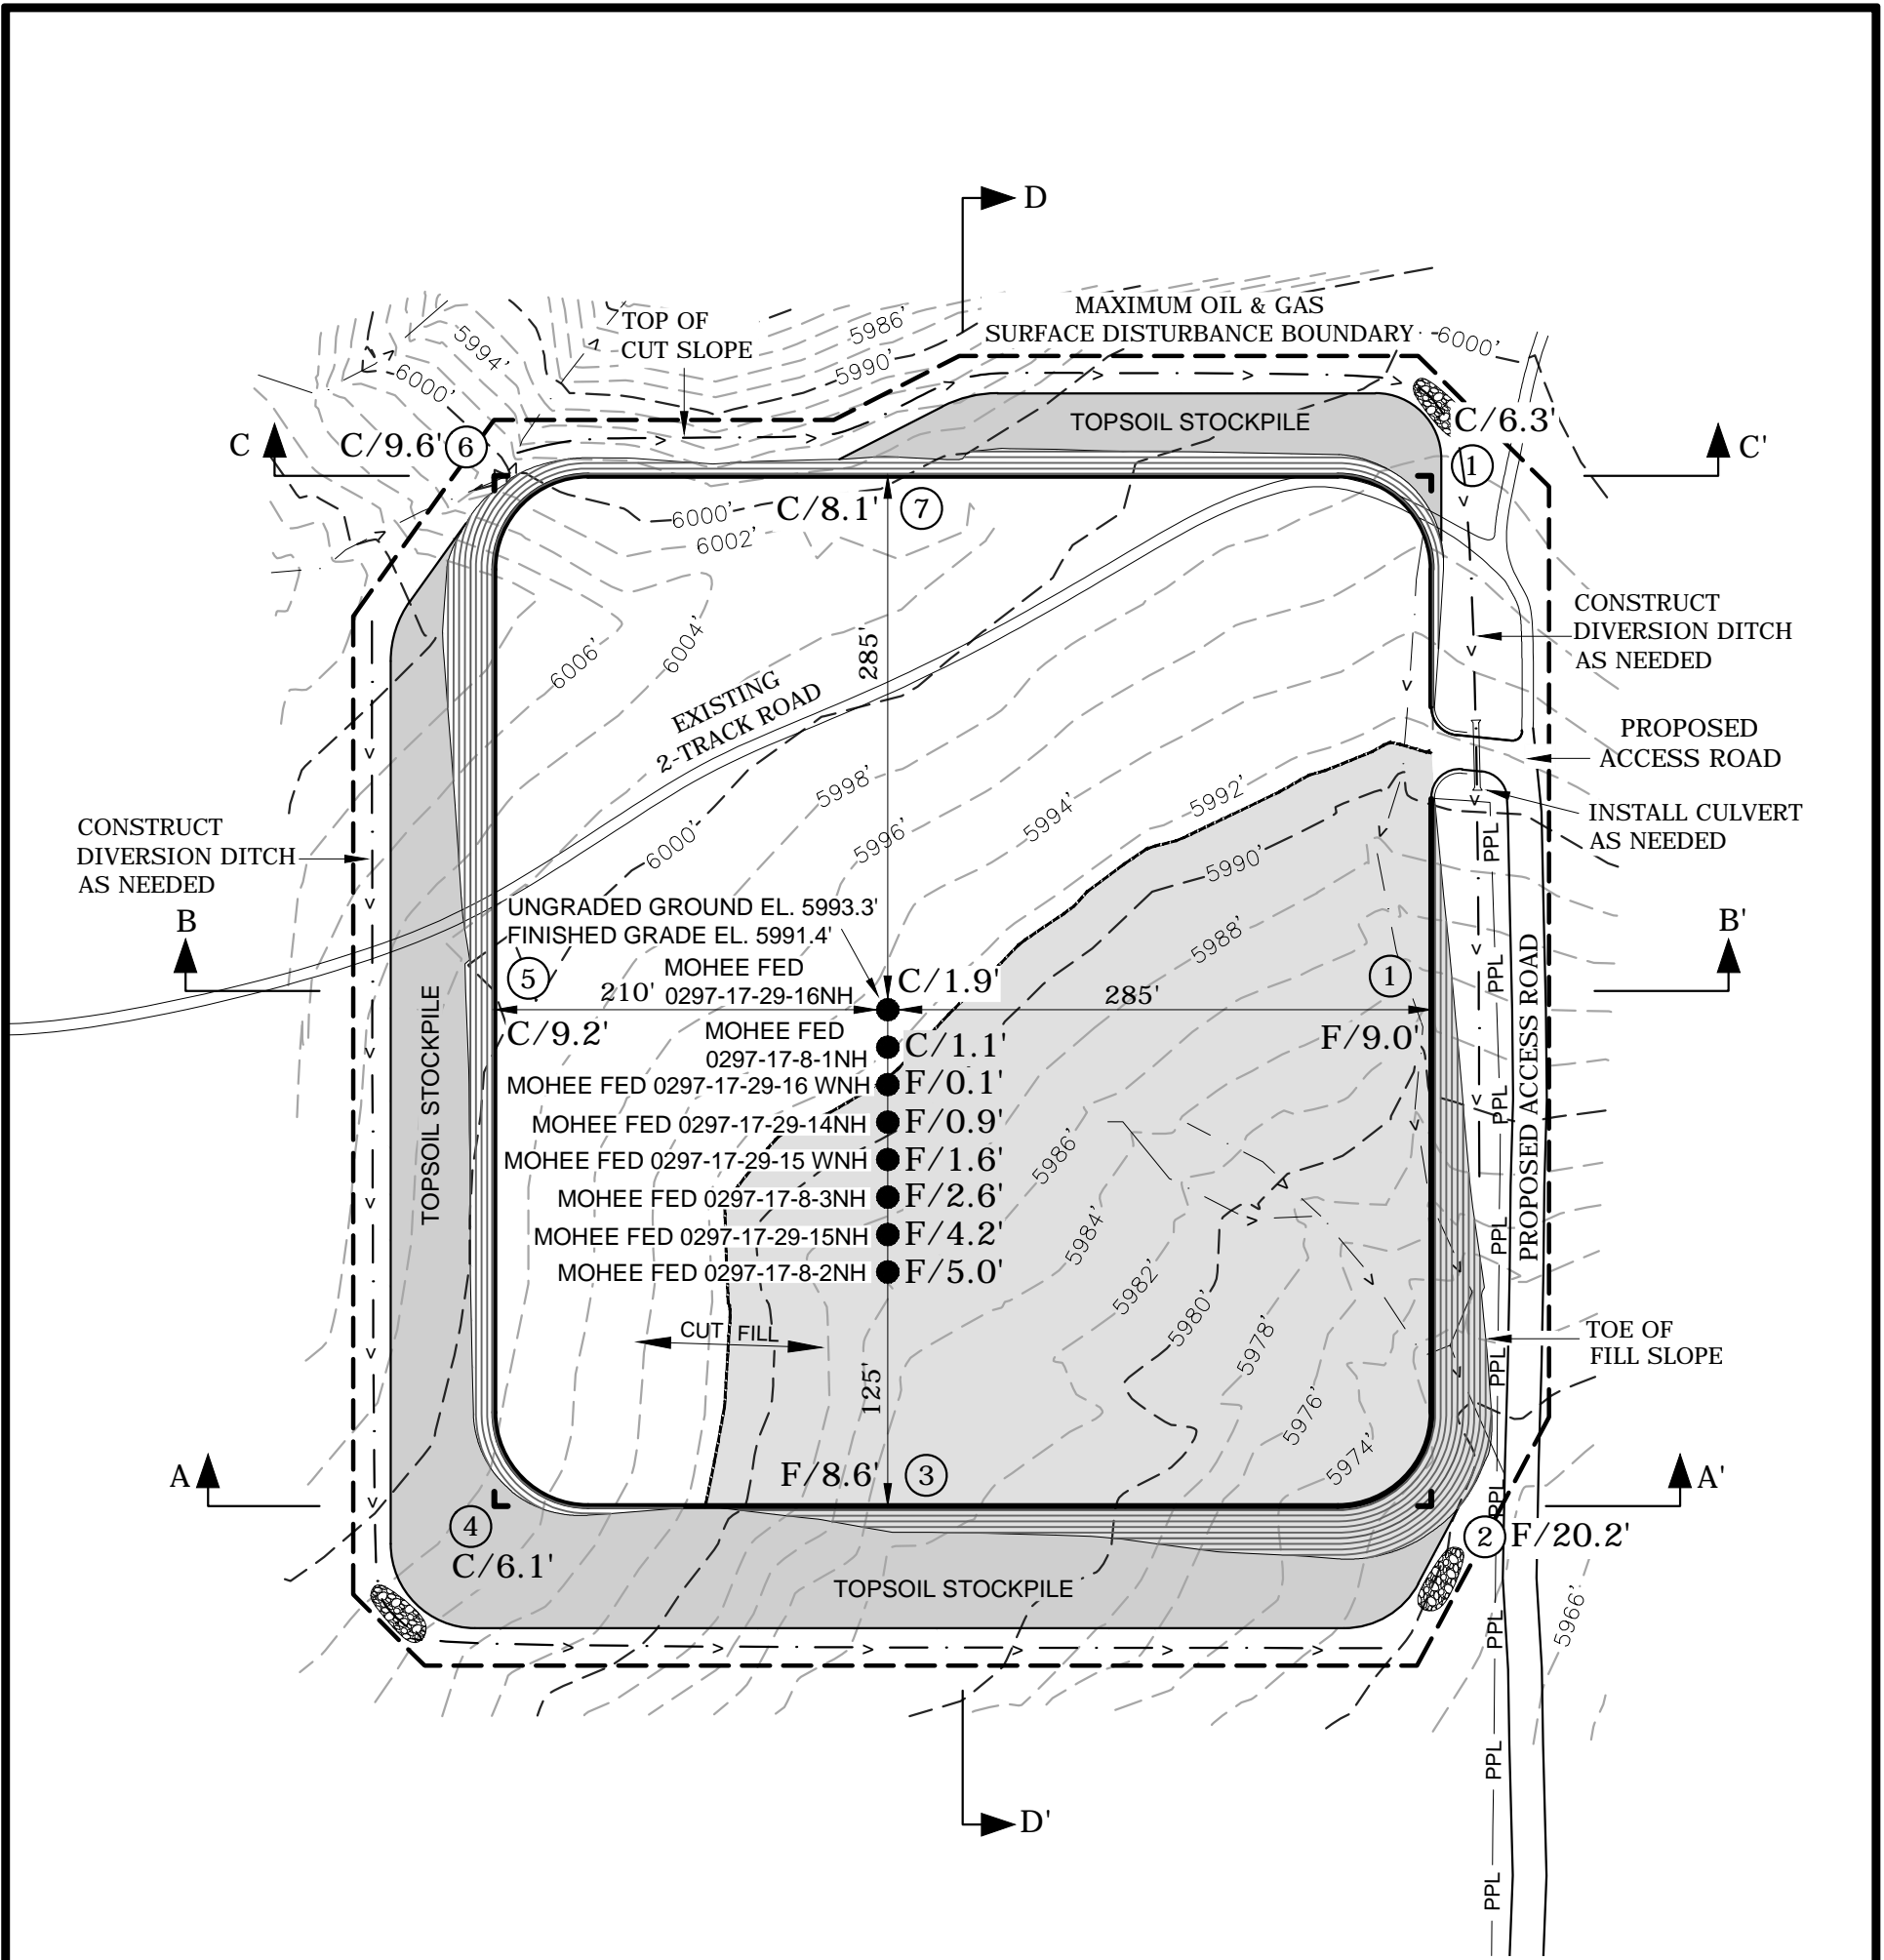 D
MAXIMUM OIL & GAS
SURFACE DISTURBANCE BOUNDARY
TOP OF
CUT SLOPE
5986'
5990'
6000'
5994'
6000'
C
C/9.6'
6
TOPSOIL STOCKPILE
C/6.3'
1
C'
6000'
6002'
C/8.1'
7
6006'
6004'
285'
EXISTING
2-TRACK ROAD
CONSTRUCT
DIVERSION DITCH
AS NEEDED
PROPOSED
ACCESS ROAD
INSTALL CULVERT
AS NEEDED
5998'
5996'
5994'
5992'
5990'
5988'
6000'
CONSTRUCT
DIVERSION DITCH
AS NEEDED
B
B'
UNGRADED GROUND EL. 5993.3'
FINISHED GRADE EL. 5991.4'
5
MOHEE FED
0297-17-29-16NH
C/1.9'
210'
285'
1
C/9.2'
F/9.0'
MOHEE FED
0297-17-8-1NH
C/1.1'
MOHEE FED 0297-17-29-16 WNH
F/0.1'
MOHEE FED 0297-17-29-14NH
F/0.9'
MOHEE FED 0297-17-29-15 WNH
F/1.6'
MOHEE FED 0297-17-8-3NH
F/2.6'
MOHEE FED 0297-17-29-15NH
F/4.2'
MOHEE FED 0297-17-8-2NH
F/5.0'
TOPSOIL STOCKPILE
PROPOSED ACCESS ROAD
PPL
PPL
PPL
PPL
PPL
PPL
PPL
PPL
PPL
PPL
5986'
5984'
5982'
5980'
5978'
5976'
5974'
CUT
FILL
125'
TOE OF
FILL SLOPE
A
A'
F/8.6'
3
4
C/6.1'
2
F/20.2'
TOPSOIL STOCKPILE
5966'
D'